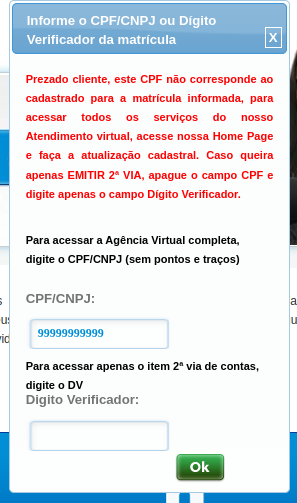 Informe o CPF/CNPJ ou Dígito
Verificador da matrícula
X
Prezado cliente, este CPF não corresponde ao
cadastrado para a matrícula informada, para
acessar todos os serviços do nosso
Atendimento virtual, acesse nossa Home Page
e faça a atualização cadastral. Caso queira
apenas EMITIR 2ª VIA, apague o campo CPF e
digite apenas o campo Dígito Verificador.
Para acessar a Agência Virtual completa,
digite o CPF/CNPJ (sem pontos e traços)
CPF/CNPJ:
99999999999
Para acessar apenas o item 2ª via de contas,
digite o DV
Digito Verificador:
Ok